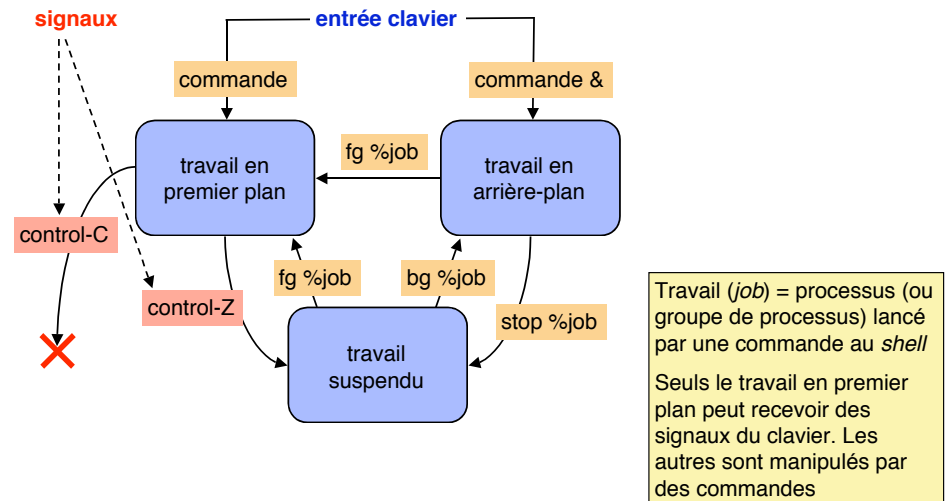 signaux
entrée clavier
commande
commande &
travail en
premier plan
fg %job
travail en
arrière-plan
control-C
fg %job
bg %job
control-Z
stop %job
travail
suspendu
Travail (job) = processus (ou
groupe de processus) lancé
par une commande au shell
Seuls le travail en premier
plan peut recevoir des
signaux du clavier. Les
autres sont manipulés par
des commandes